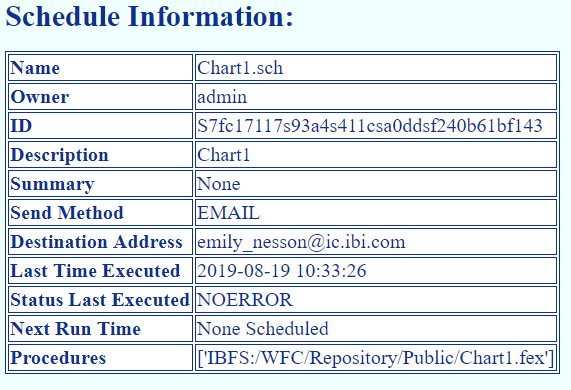 Schedule Information:
Name Chart1.sch
Owner admin
ID S7fc17117s93a4s411csa0ddsf240b61bf143
Description Chart1
Summary None
Send Method EMAIL
Destination Address emily_nesson@ic.ibi.com
Last Time Executed 2019-08-19 10:33:26
Status Last Executed NOERROR
Next Run Time None Scheduled
Procedures ['IBFS:/WFC/Repository/Public/Chart1.fex']